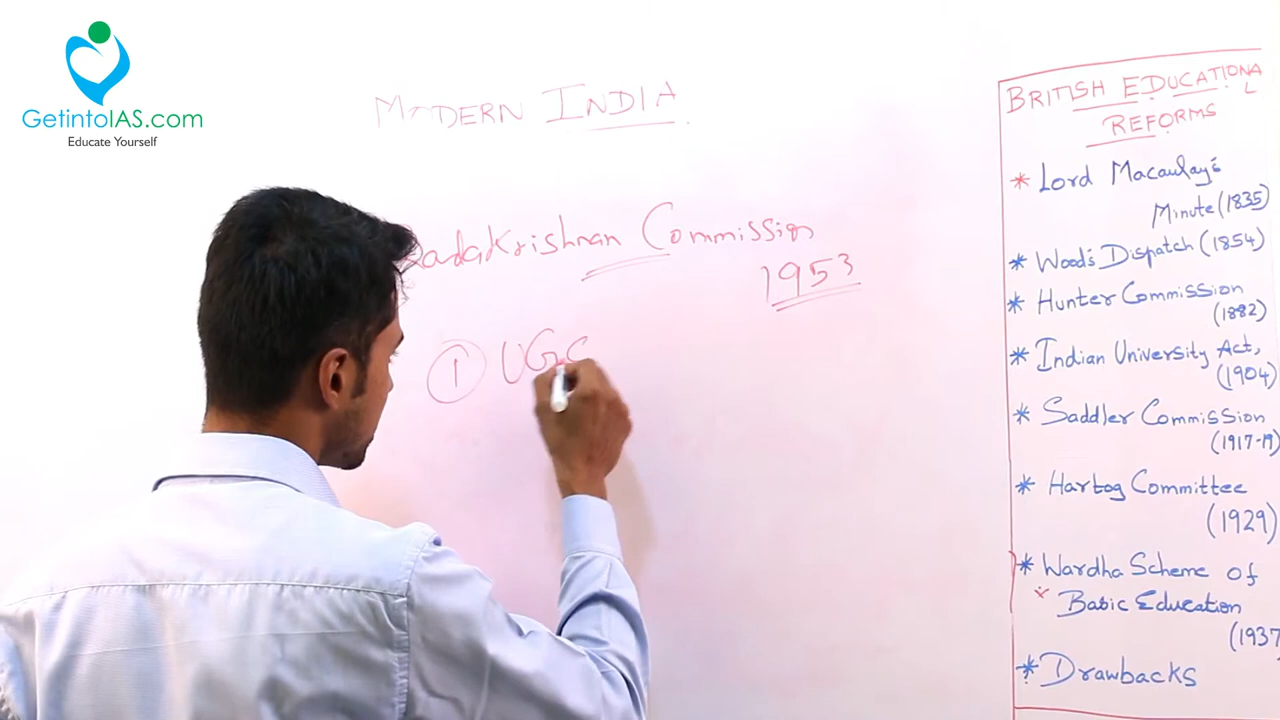 GetintoIAS.com
Educate Yourself
MODERN INDIA
Radakrishnan Commission
1953
① UGC
BRITISH EDUCATIONAL
REFORMS
* Lord Macaulay's
Minute (1835)
* Wood's Dispatch (1854)
* Hunter Commission
(1882)
* Indian University Act,
(1904)
* Saddler Commission
(1917-19)
* Hartog Committee
(1929)
* Wardha Scheme of
Basic Education
(1937
* Drawbacks